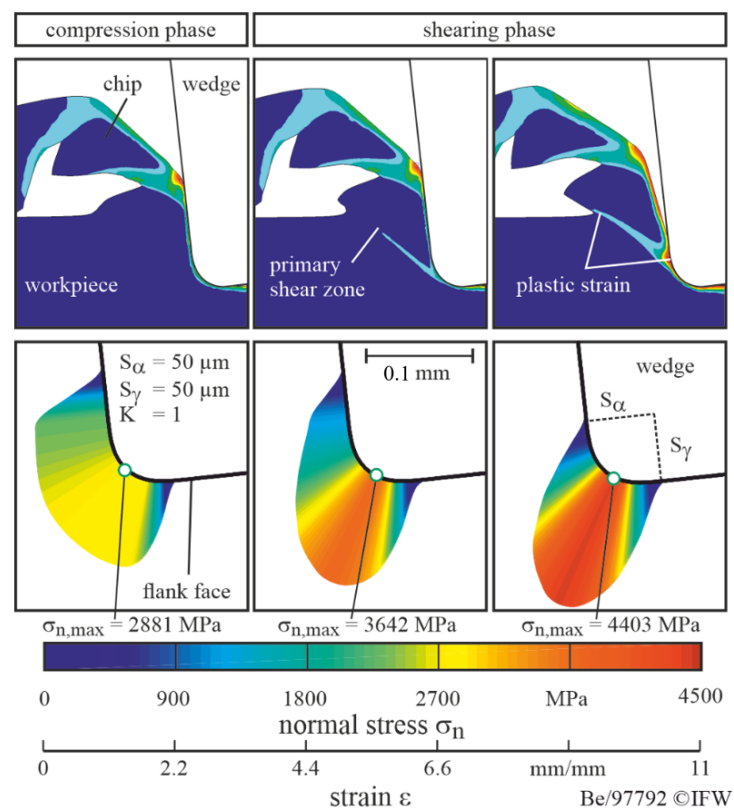 compression phase
shearing phase
chip
wedge
workpiece
primary
shear zone
plastic strain
Sα = 50 µm
Sγ = 50 µm
K = 1
flank face
0.1 mm
wedge
Sα
Sγ
σn,max = 2881 MPa
σn,max = 3642 MPa
σn,max = 4403 MPa
0 900 1800 2700 MPa 4500
normal stress σn
0 2.2 4.4 6.6 mm/mm 11
strain ε
Be/97792 ©IFW